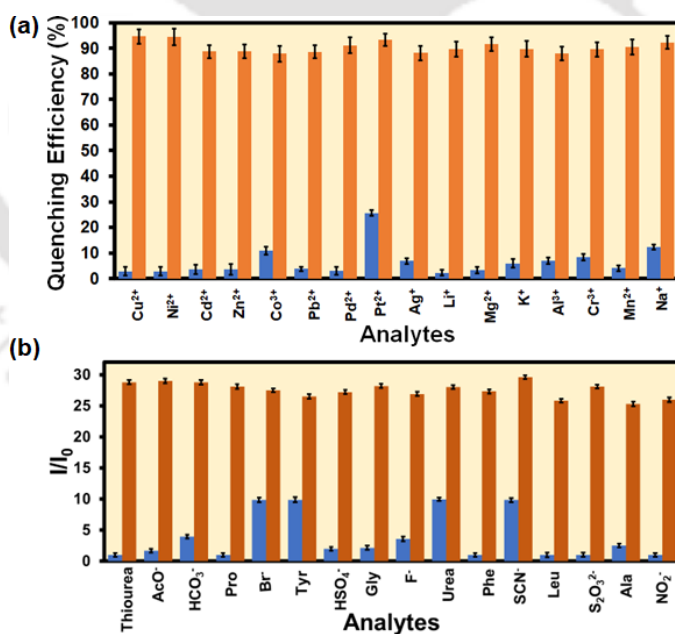 (a)
Quenching Efficiency (%)
100
90
80
70
60
50
40
30
20
10
0
Cu²⁺ Ni²⁺ Cd²⁺ Zn²⁺ Co³⁺ Pb²⁺ Pd²⁺ Pt²⁺ Ag⁺ Li⁺ Mg²⁺ K⁺ Al³⁺ Cr³⁺ Mn²⁺ Na⁺
Analytes
(b)
I/I₀
30
25
20
15
10
5
0
Thiourea AcO⁻ HCO₃⁻ Pro Br⁻ Tyr HSO₄⁻ Gly F⁻ Urea Phe SCN⁻ Leu S₂O₃²⁻ Ala NO₂⁻
Analytes